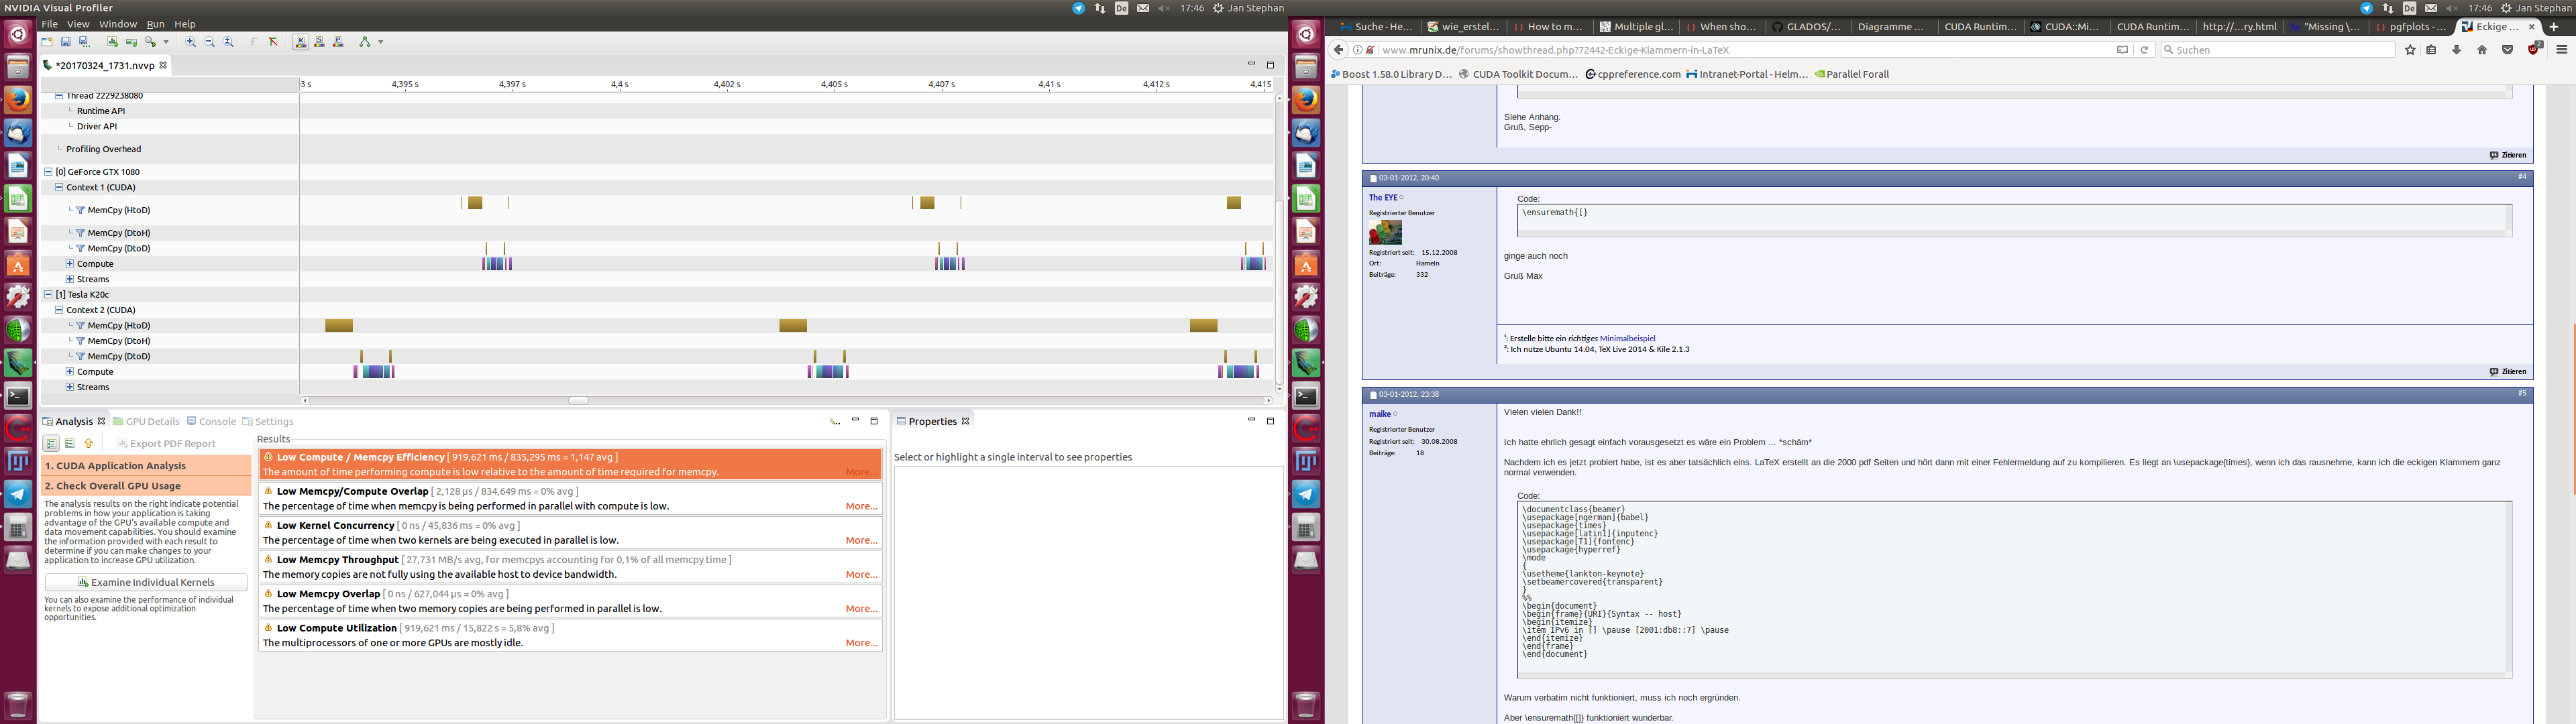 NVIDIA Visual Profiler
De
17:46
Jan Stephan
File View Window Run Help
*20170324_1731.nvvp
93 s
4,395 s
4,397 s
4,4 s
4,402 s
4,405 s
4,407 s
4,41 s
4,412 s
4,415
Thread 2229238080
Runtime API
Driver API
Profiling Overhead
[0] GeForce GTX 1080
Context 1 (CUDA)
MemCpy (HtoD)
MemCpy (DtoH)
MemCpy (DtoD)
Compute
Streams
[1] Tesla K20c
Context 2 (CUDA)
MemCpy (HtoD)
MemCpy (DtoH)
MemCpy (DtoD)
Compute
Streams
Analysis
GPU Details
Console
Settings
Export PDF Report
1. CUDA Application Analysis
2. Check Overall GPU Usage
The analysis results on the right indicate potential
problems in how your application is taking
advantage of the GPU's available compute and
data movement capabilities. You should examine
the information provided with each result to
determine if you can make changes to your
application to increase GPU utilization.
Examine Individual Kernels
You can also examine the performance of individual
kernels to expose additional optimization
opportunities.
Results
Low Compute / Memcpy Efficiency [ 919,621 ms / 835,295 ms = 1,147 avg ]
The amount of time performing compute is low relative to the amount of time required for memcpy.
More...
Low Memcpy/Compute Overlap [ 2,128 µs / 834,649 ms = 0% avg ]
The percentage of time when memcpy is being performed in parallel with compute is low.
More...
Low Kernel Concurrency [ 0 ns / 45,836 ms = 0% avg ]
The percentage of time when two kernels are being executed in parallel is low.
More...
Low Memcpy Throughput [ 27,731 MB/s avg, for memcpys accounting for 0,1% of all memcpy time ]
The memory copies are not fully using the available host to device bandwidth.
More...
Low Memcpy Overlap [ 0 ns / 627,044 µs = 0% avg ]
The percentage of time when two memory copies are being performed in parallel is low.
More...
Low Compute Utilization [ 919,621 ms / 15,822 s = 5,8% avg ]
The multiprocessors of one or more GPUs are mostly idle.
More...
Properties
Select or highlight a single interval to see properties
De
17:46
Jan Stephan
Suche - He...
wie_erstel...
How to m...
Multiple gl...
When sho...
GLADOS/...
Diagramme ...
CUDA Runtim...
CUDA::Mi...
CUDA Runtim...
http://...ry.html
"Missing \...
pgfplots - ...
Eckige ...
www.mrunix.de/forums/showthread.php?72442-Eckige-Klammern-in-LaTeX
Suchen
2
Boost 1.58.0 Library D...
CUDA Toolkit Docum...
cppreference.com
Intranet-Portal - Helm...
Parallel Forall
Siehe Anhang.
Gruß, Sepp-
Zitieren
03-01-2012, 20:40
#4
The EYE
Registrierter Benutzer
Registriert seit: 15.12.2008
Ort: Hameln
Beiträge: 332
Code:
\ensuremath{[}
ginge auch noch
Gruß Max
¹: Erstelle bitte ein richtiges Minimalbeispiel
²: Ich nutze Ubuntu 14.04, TeX Live 2014 & Kile 2.1.3
Zitieren
03-01-2012, 23:38
#5
maike
Registrierter Benutzer
Registriert seit: 30.08.2008
Beiträge: 18
Vielen vielen Dank!!
Ich hatte ehrlich gesagt einfach vorausgesetzt es wäre ein Problem ... *schäm*
Nachdem ich es jetzt probiert habe, ist es aber tatsächlich eins. LaTeX erstellt an die 2000 pdf Seiten und hört dann mit einer Fehlermeldung auf zu kompilieren. Es liegt an \usepackage{times}, wenn ich das rausnehme, kann ich die eckigen Klammern ganz
normal verwenden.
Code:
\documentclass{beamer}
\usepackage[ngerman]{babel}
\usepackage{times}
\usepackage[latin1]{inputenc}
\usepackage[T1]{fontenc}
\usepackage{hyperref}
\mode
{
\usetheme{lankton-keynote}
\setbeamercovered{transparent}
}
%%
\begin{document}
\begin{frame}{URI}{Syntax -- host}
\begin{itemize}
\item IPv6 in [] \pause [2001:db8::7] \pause
\end{itemize}
\end{frame}
\end{document}
Warum verbatim nicht funktioniert, muss ich noch ergründen.
Aber \ensuremath{[]} funktioniert wunderbar.